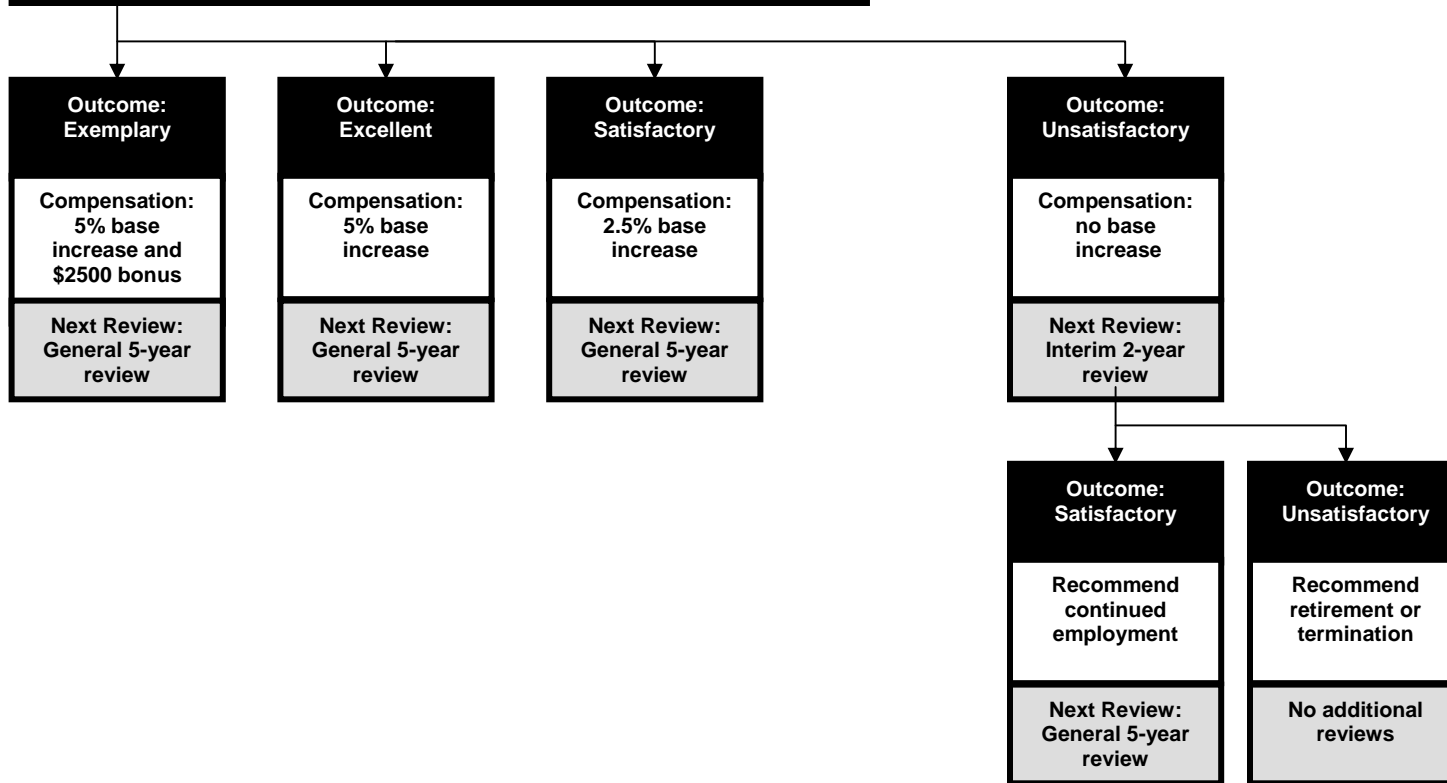 Outcome:
Exemplary
Compensation:
5% base
increase and
$2500 bonus
Next Review:
General 5-year
review
Outcome:
Excellent
Compensation:
5% base
increase
Next Review:
General 5-year
review
Outcome:
Satisfactory
Compensation:
2.5% base
increase
Next Review:
General 5-year
review
Outcome:
Unsatisfactory
Compensation:
no base
increase
Next Review:
Interim 2-year
review
Outcome:
Satisfactory
Recommend
continued
employment
Next Review:
General 5-year
review
Outcome:
Unsatisfactory
Recommend
retirement or
termination
No additional
reviews